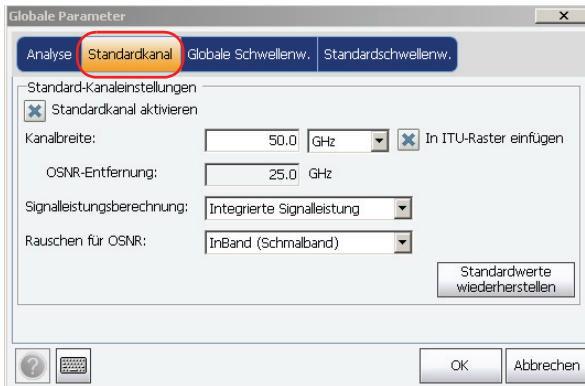 Globale Parameter
Analyse Standardkanal Globale Schwellenw. Standardschwellenw.
Standard-Kanaleinstellungen
Standardkanal aktivieren
Kanalbreite: 50.0 GHz In ITU-Raster einfügen
OSNR-Entfernung: 25.0 GHz
Signalleistungsberechnung: Integrierte Signalleistung
Rauschen für OSNR: InBand (Schmalband)
Standardwerte
wiederherstellen
OK Abbrechen